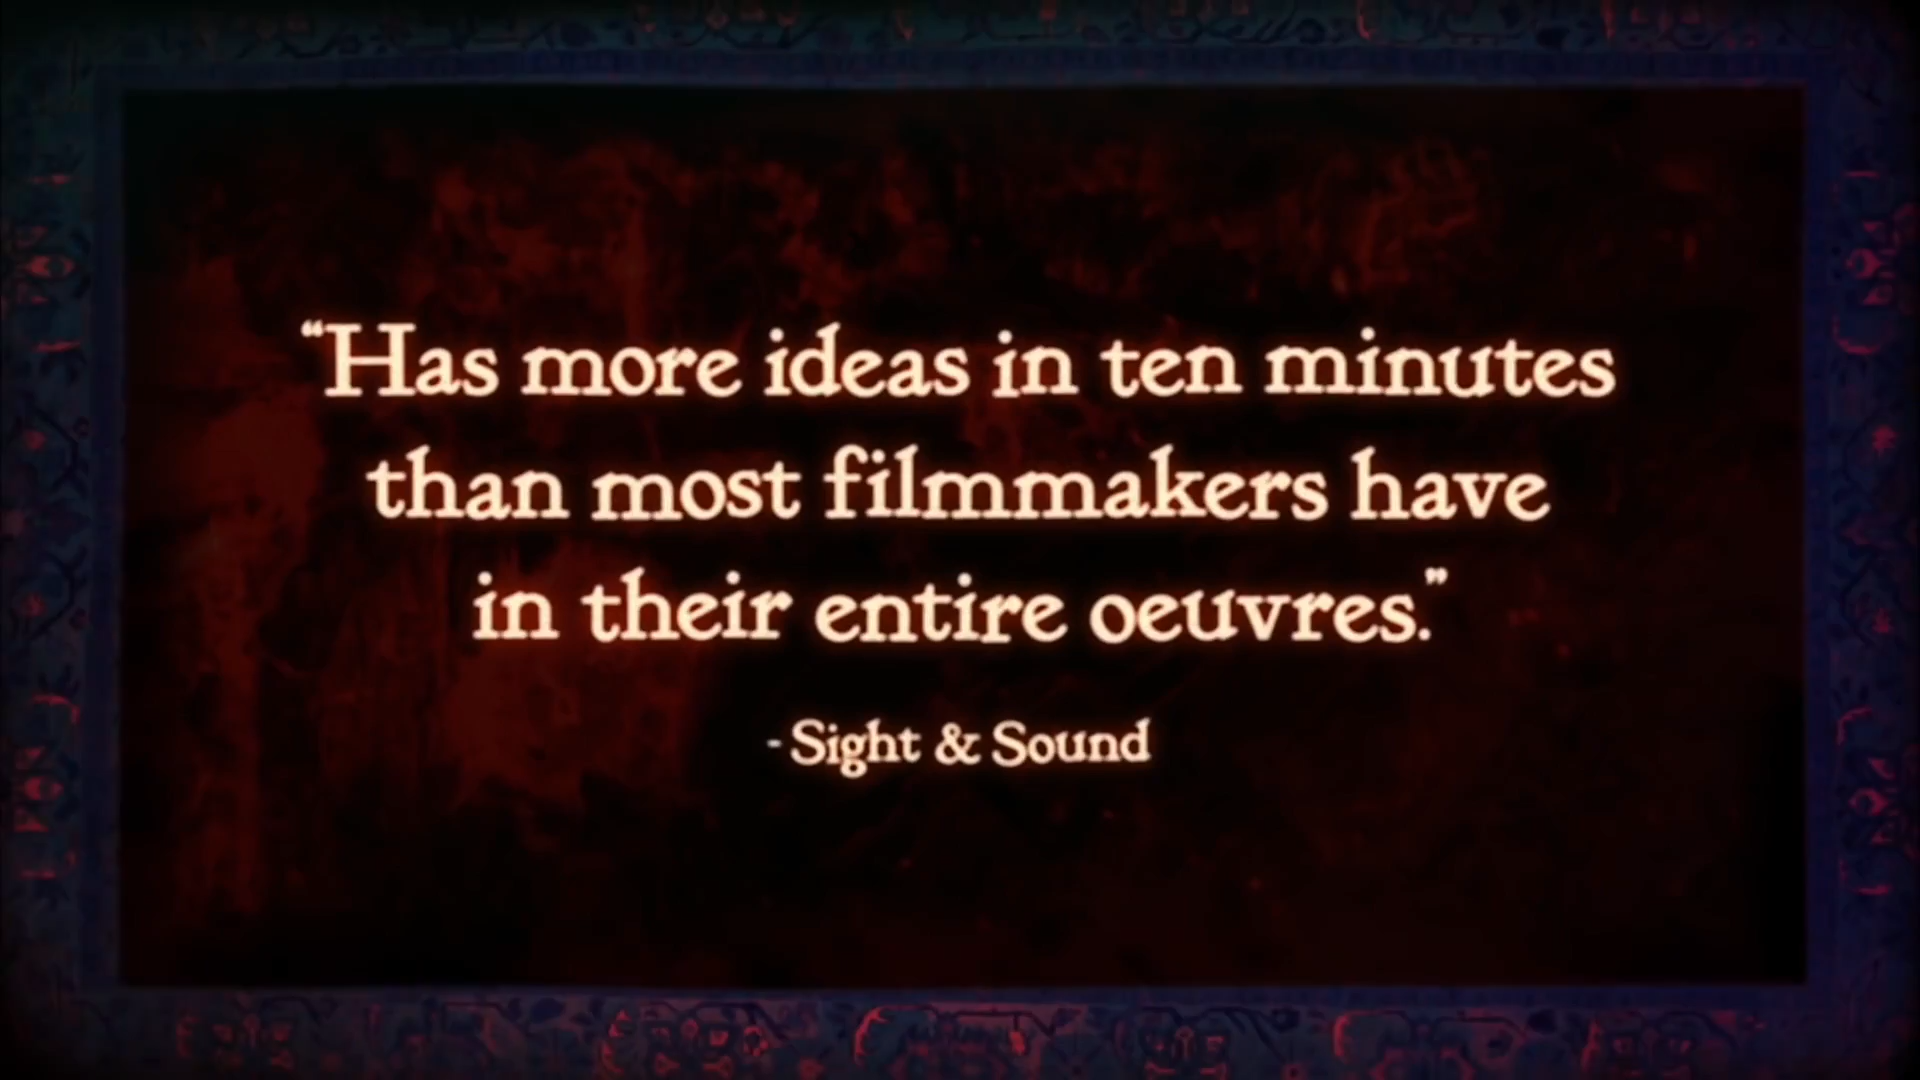 “Has more ideas in ten minutes
than most filmmakers have
in their entire oeuvres.”
- Sight & Sound